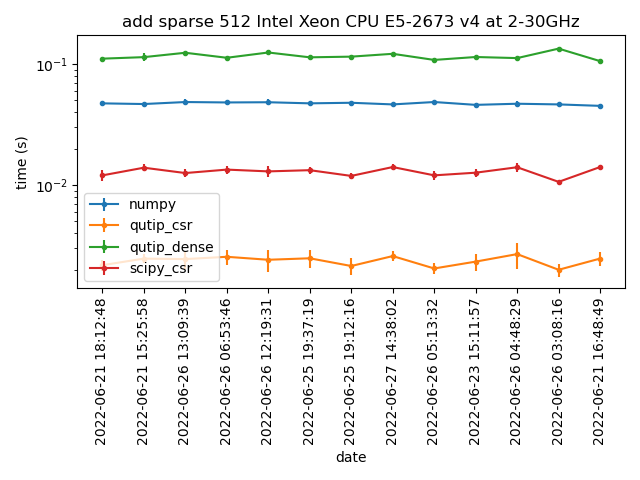 add sparse 512 Intel Xeon CPU E5-2673 v4 at 2-30GHz
time (s)
10⁻¹
10⁻²
numpy
qutip_csr
qutip_dense
scipy_csr
2022-06-21 18:12:48
2022-06-21 15:25:58
2022-06-26 13:09:39
2022-06-26 06:53:46
2022-06-26 12:19:31
2022-06-25 19:37:19
2022-06-25 19:12:16
2022-06-27 14:38:02
2022-06-26 05:13:32
2022-06-23 15:11:57
2022-06-26 04:48:29
2022-06-26 03:08:16
2022-06-21 16:48:49
date